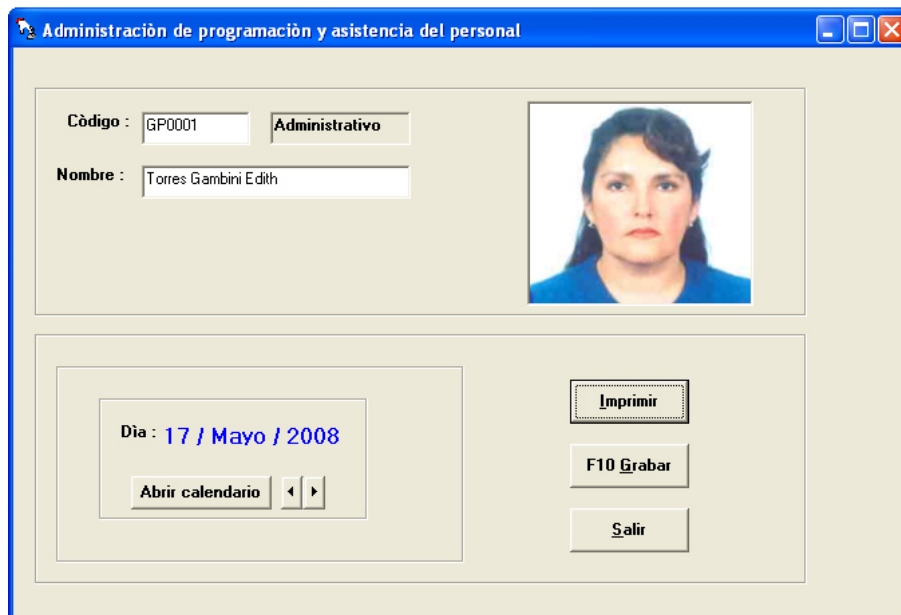 Administraciòn de programaciòn y asistencia del personal
Còdigo : GP0001 Administrativo
Nombre : Torres Gambini Edith
Dìa : 17 / Mayo / 2008
Abrir calendario
Imprimir
F10 Grabar
Salir